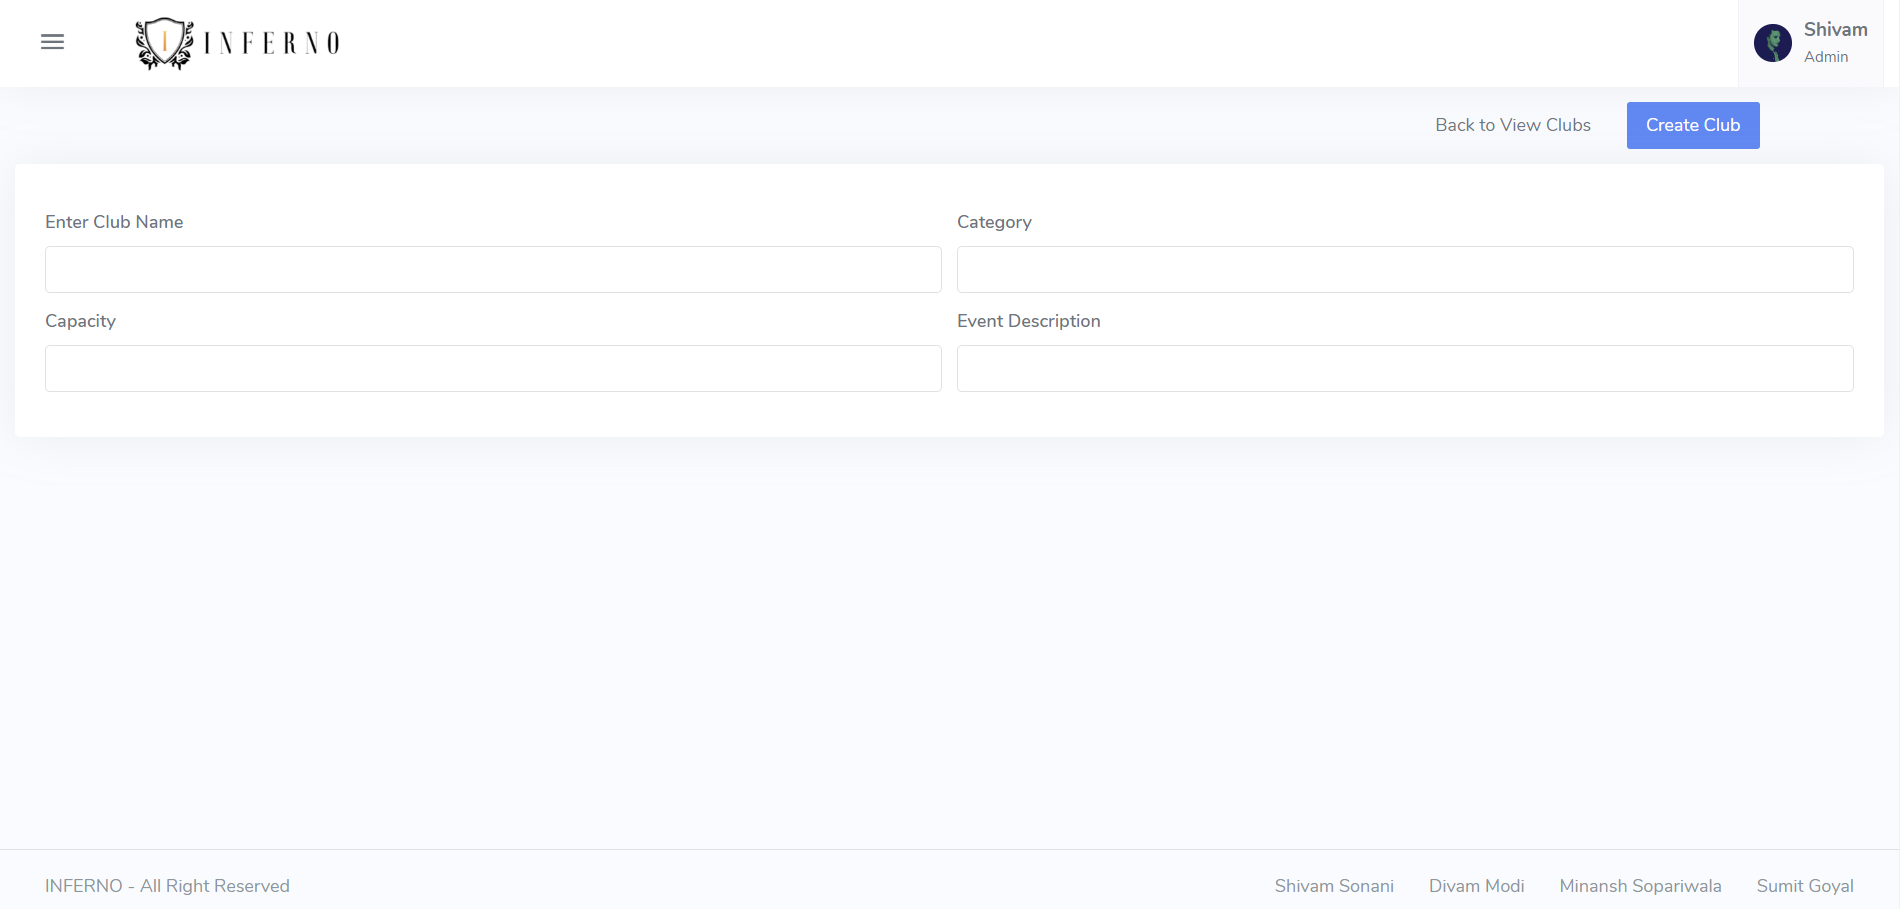 I INFERNO
Shivam
Admin
Back to View Clubs
Create Club
Enter Club Name
Category
Capacity
Event Description
INFERNO - All Right Reserved
Shivam Sonani
Divam Modi
Minansh Sopariwala
Sumit Goyal